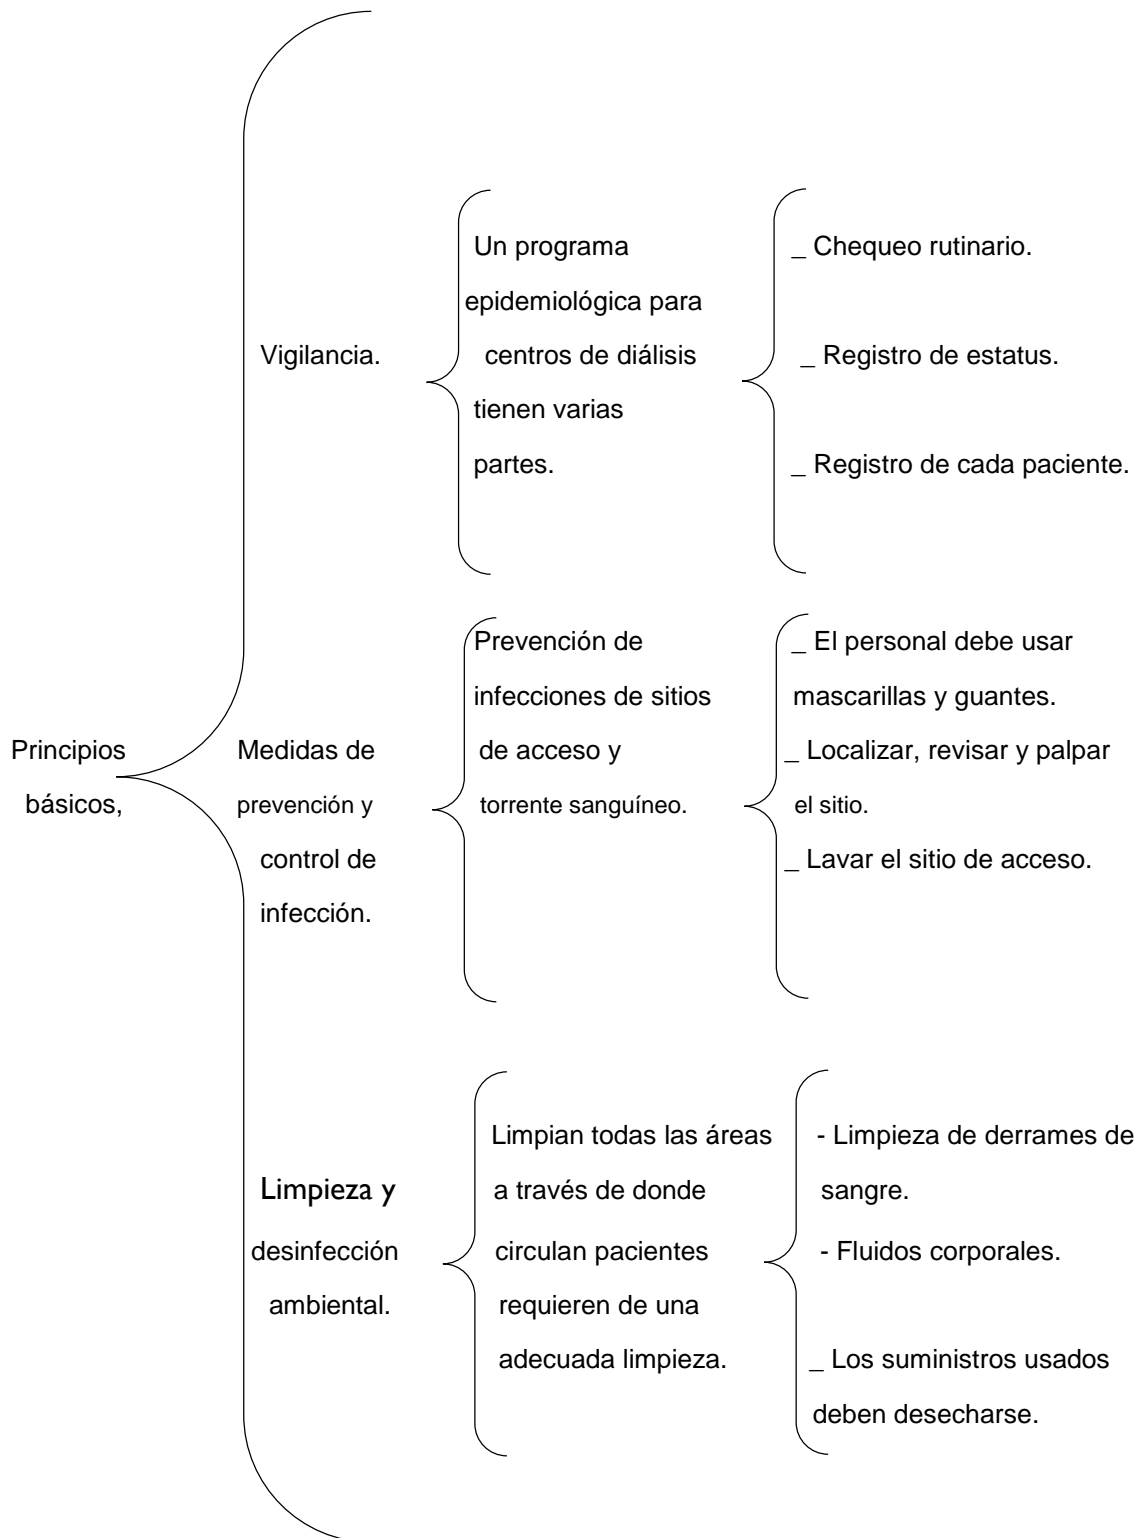 Principios
básicos,
Vigilancia.
Un programa
epidemiológica para
centros de diálisis
tienen varias
partes.
_ Chequeo rutinario.
_ Registro de estatus.
_ Registro de cada paciente.
Medidas de
prevención y
control de
infección.
Prevención de
infecciones de sitios
de acceso y
torrente sanguíneo.
_ El personal debe usar
mascarillas y guantes.
_ Localizar, revisar y palpar
el sitio.
_ Lavar el sitio de acceso.
Limpieza y
desinfección
ambiental.
Limpian todas las áreas
a través de donde
circulan pacientes
requieren de una
adecuada limpieza.
- Limpieza de derrames de
sangre.
- Fluidos corporales.
_ Los suministros usados
deben desecharse.